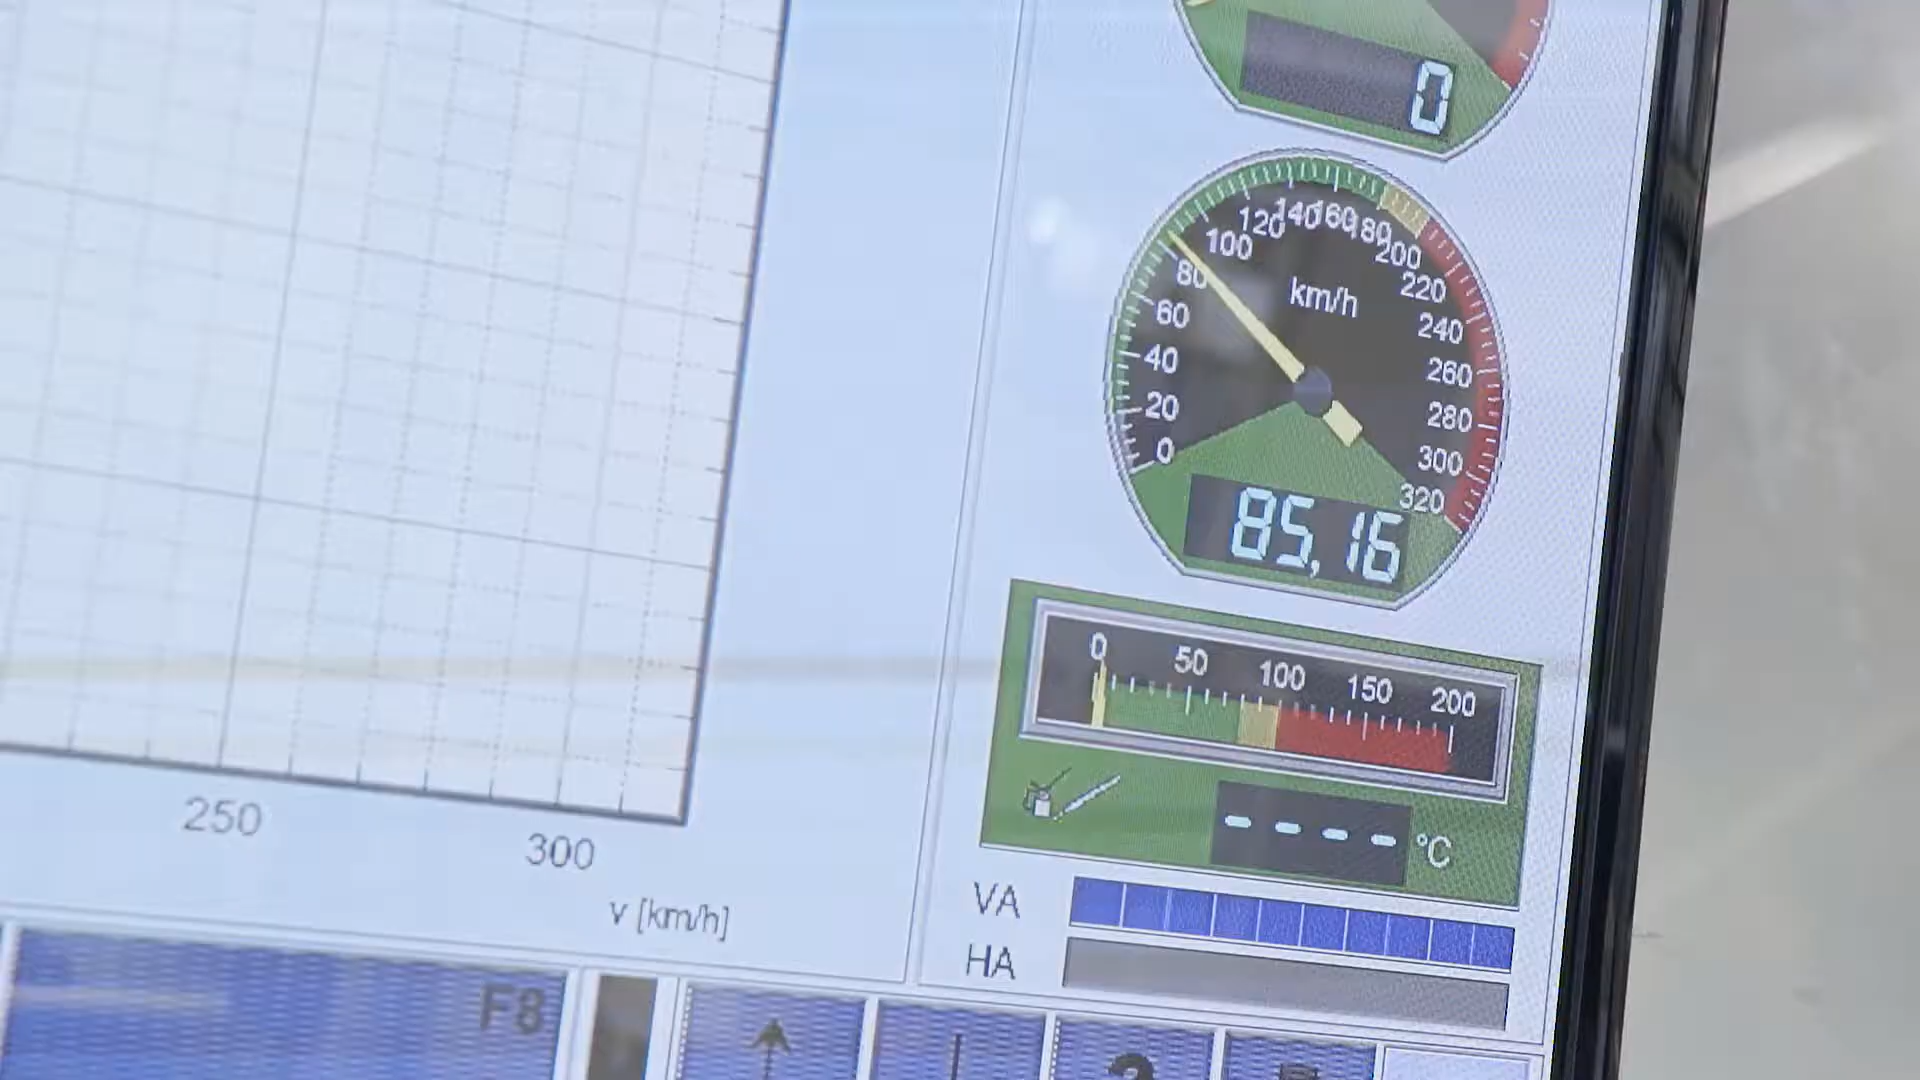 0
0 20 40 60 80 100 120 140 160 180 200 220 240 260 280 300 320
km/h
85,16
0 50 100 150 200
- - - - °C
250 300
v [km/h]
VA
HA
F8
?